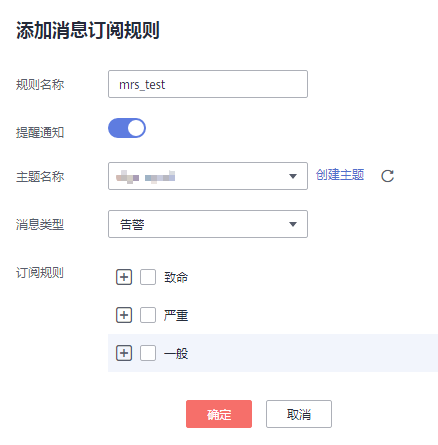 添加消息订阅规则
规则名称 mrs_test
提醒通知
主题名称 创建主题
消息类型 告警
订阅规则 致命
严重
一般
确定 取消